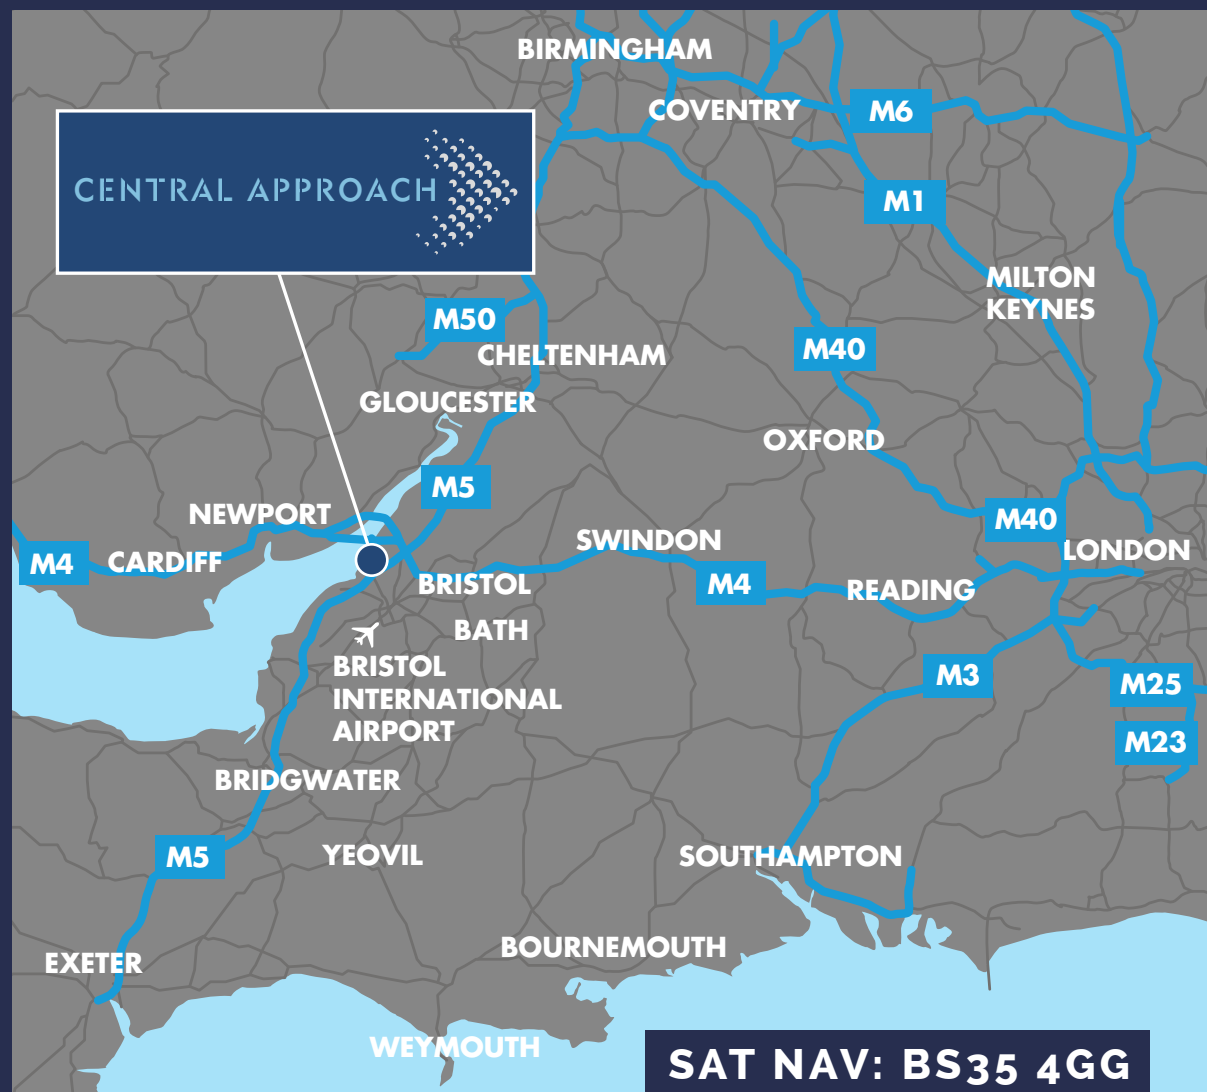 BIRMINGHAM
COVENTRY
M6
CENTRAL APPROACH
M1
MILTON
KEYNES
M50
CHELTENHAM
M40
GLOUCESTER
OXFORD
M5
NEWPORT
M40
SWINDON
LONDON
M4
CARDIFF
BRISTOL
M4
READING
BATH
BRISTOL
INTERNATIONAL
AIRPORT
M3
M25
M23
BRIDGWATER
M5
YEOVIL
SOUTHAMPTON
BOURNEMOUTH
EXETER
WEYMOUTH
SAT NAV: BS35 4GG